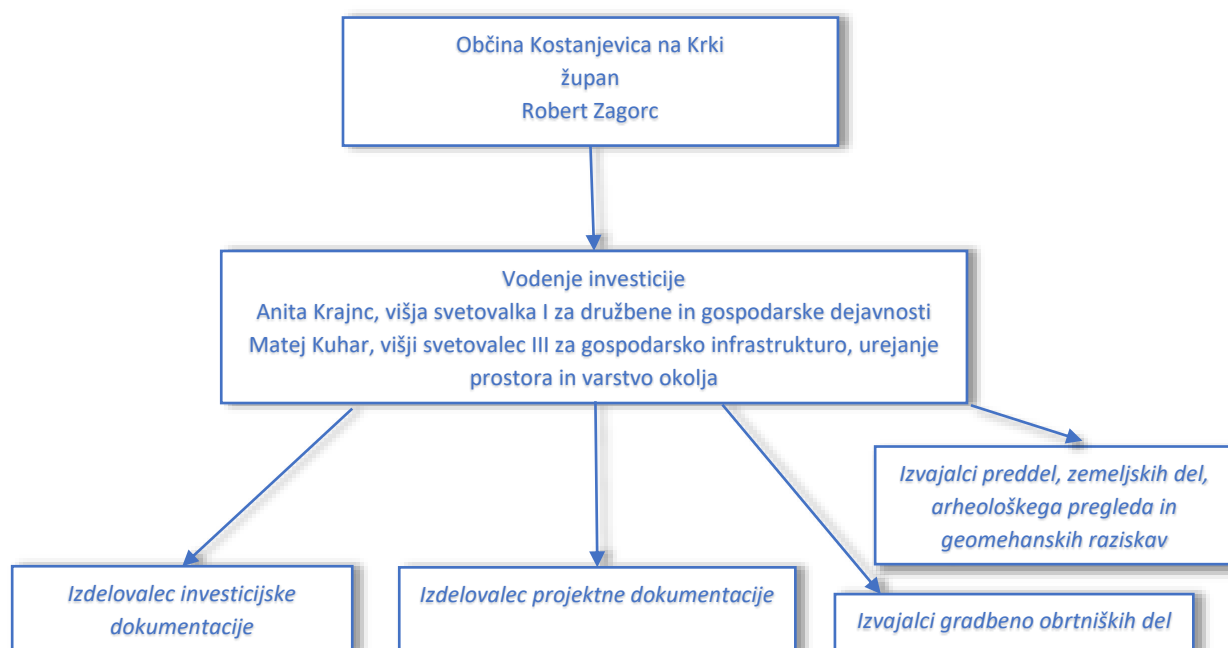 Občina Kostanjevica na Krki
župan
Robert Zagorc
Vodenje investicije
Anita Krajnc, višja svetovalka I za družbene in gospodarske dejavnosti
Matej Kuhar, višji svetovalec III za gospodarsko infrastrukturo, urejanje
prostora in varstvo okolja
Izvajalci preddel, zemeljskih del,
arheološkega pregleda in
geomehanskih raziskav
Izdelovalec investicijske
dokumentacije
Izdelovalec projektne dokumentacije
Izvajalci gradbeno obrtniških del